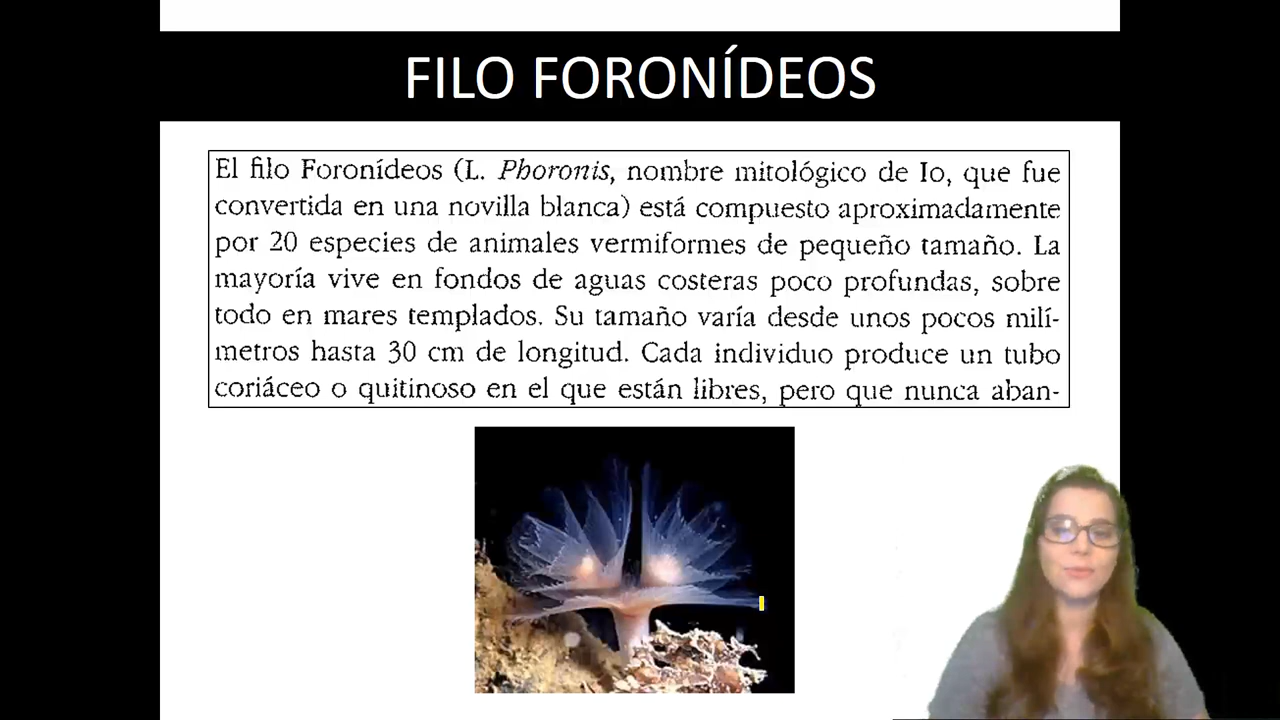 FILO FORONÍDEOS
El filo Foronídeos (L. Phoronis, nombre mitológico de Io, que fue
convertida en una novilla blanca) está compuesto aproximadamente
por 20 especies de animales vermiformes de pequeño tamaño. La
mayoría vive en fondos de aguas costeras poco profundas, sobre
todo en mares templados. Su tamaño varía desde unos pocos milí-
metros hasta 30 cm de longitud. Cada individuo produce un tubo
coriáceo o quitinoso en el que están libres, pero que nunca aban-